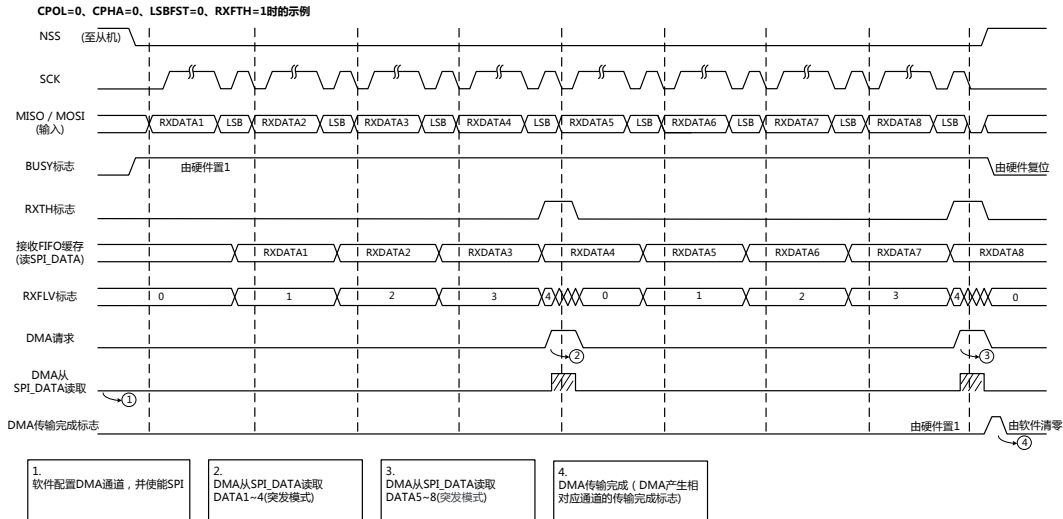 CPOL=0、CPHA=0、LSBFST=0、RXFTH=1时的示例
NSS (至从机)
SCK
MISO / MOSI
(输入)
RXDATA1 LSB RXDATA2 LSB RXDATA3 LSB RXDATA4 LSB RXDATA5 LSB RXDATA6 LSB RXDATA7 LSB RXDATA8 LSB
BUSY标志 由硬件置1 由硬件复位
RXTH标志
接收FIFO缓存
(读SPI_DATA)
RXDATA1 RXDATA2 RXDATA3 RXDATA4 RXDATA5 RXDATA6 RXDATA7 RXDATA8
RXFLV标志 0 1 2 3 4 0 1 2 3 4 0
DMA请求 2 3
DMA从
SPI_DATA读取
1
DMA传输完成标志 由硬件置1 由软件清零
4
1.
软件配置DMA通道，并使能SPI
2.
DMA从SPI_DATA读取
DATA1~4(突发模式)
3.
DMA从SPI_DATA读取
DATA5~8(突发模式)
4.
DMA传输完成（DMA产生相
对应通道的传输完成标志)